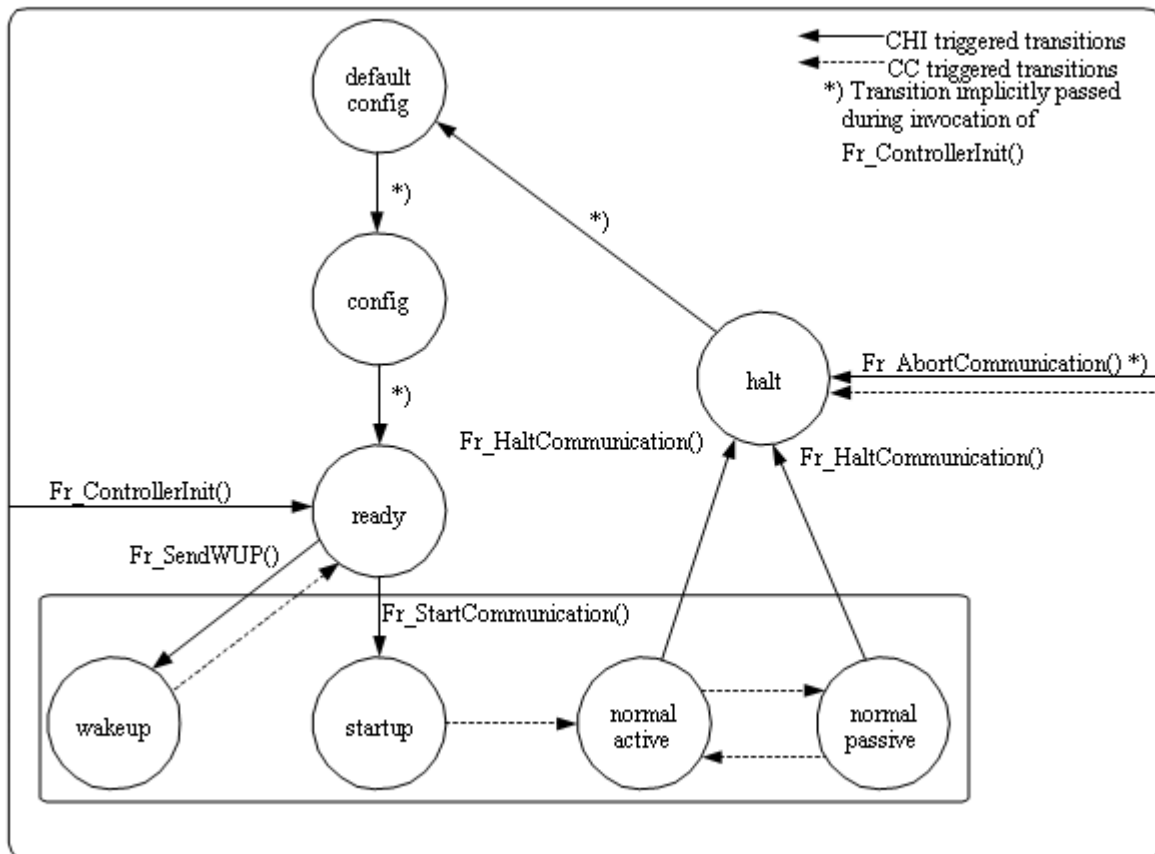 default
config
CHI triggered transitions
CC triggered transitions
*) Transition implicitly passed
during invocation of
Fr_ControllerInit()
*)
*)
config
*)
halt
Fr_AbortCommunication() *)
Fr_HaltCommunication()
Fr_HaltCommunication()
Fr_ControllerInit()
ready
Fr_SendWUP()
Fr_StartCommunication()
wakeup
startup
normal
active
normal
passive